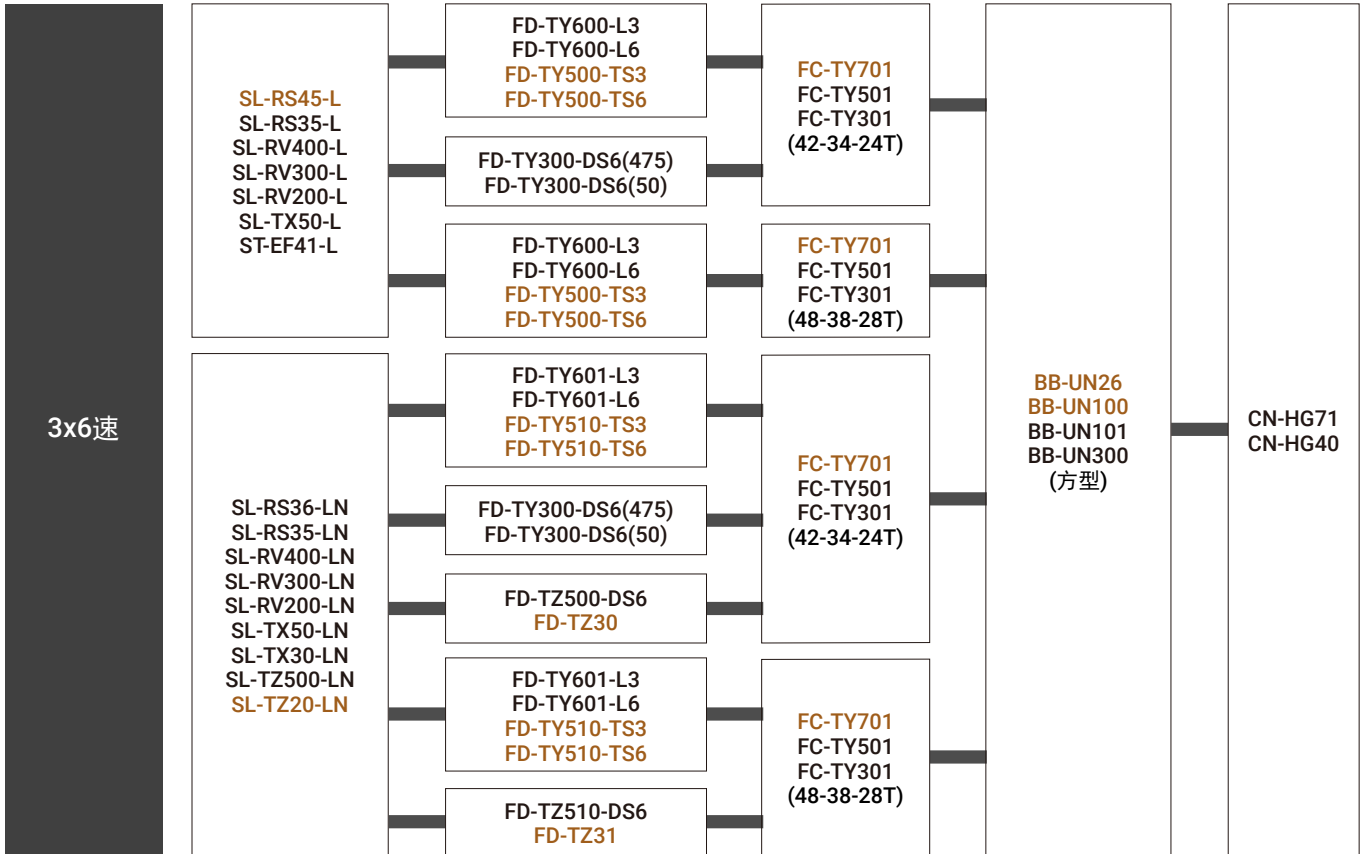 3x6速
SL-RS45-L
SL-RS35-L
SL-RV400-L
SL-RV300-L
SL-RV200-L
SL-TX50-L
ST-EF41-L
FD-TY600-L3
FD-TY600-L6
FD-TY500-TS3
FD-TY500-TS6
FD-TY300-DS6(475)
FD-TY300-DS6(50)
FC-TY701
FC-TY501
FC-TY301
(42-34-24T)
FD-TY600-L3
FD-TY600-L6
FD-TY500-TS3
FD-TY500-TS6
FC-TY701
FC-TY501
FC-TY301
(48-38-28T)
SL-RS36-LN
SL-RS35-LN
SL-RV400-LN
SL-RV300-LN
SL-RV200-LN
SL-TX50-LN
SL-TX30-LN
SL-TZ500-LN
SL-TZ20-LN
FD-TY601-L3
FD-TY601-L6
FD-TY510-TS3
FD-TY510-TS6
FD-TY300-DS6(475)
FD-TY300-DS6(50)
FD-TZ500-DS6
FD-TZ30
FC-TY701
FC-TY501
FC-TY301
(42-34-24T)
FD-TY601-L3
FD-TY601-L6
FD-TY510-TS3
FD-TY510-TS6
FD-TZ510-DS6
FD-TZ31
FC-TY701
FC-TY501
FC-TY301
(48-38-28T)
BB-UN26
BB-UN100
BB-UN101
BB-UN300
(方型)
CN-HG71
CN-HG40